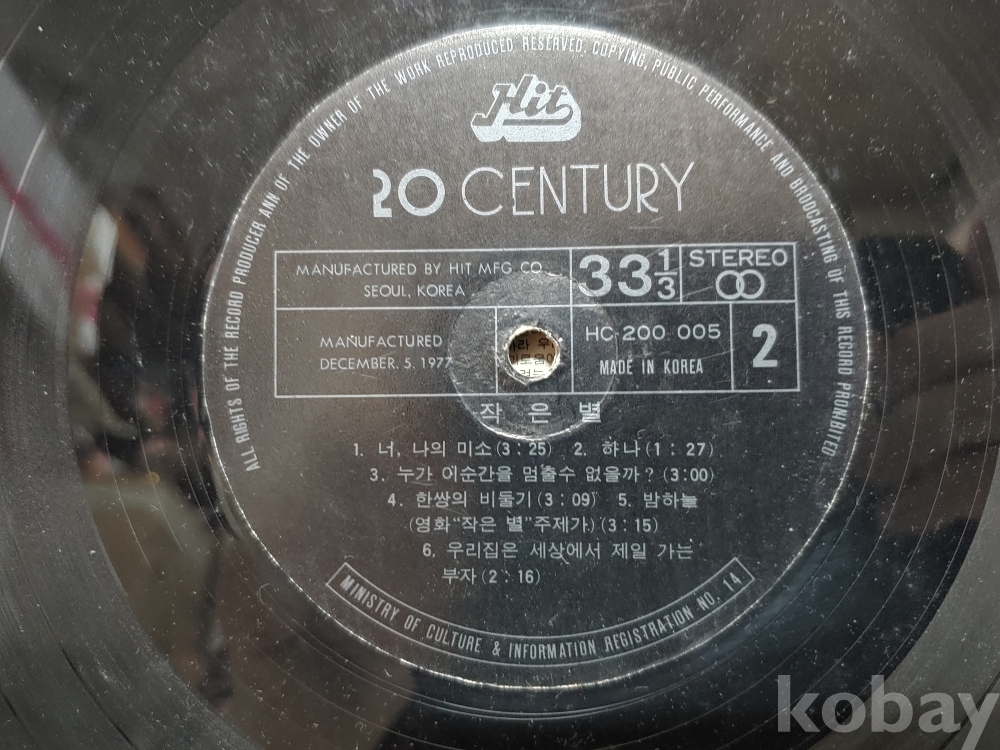 ALL RIGHTS OF THE RECORD PRODUCER ANN OF THE OWNER OF THE WORK REPRODUCED RESERVED. COPYING, PUBLIC PERFORMANCE AND BRODCASTING OF THIS RECORD PROHIBITED
Hit
20 CENTURY
MANUFACTURED BY HIT MFG CO
SEOUL, KOREA
33 1/3
STEREO
MANUFACTURED
DECEMBER. 5. 1977
HC-200 005
MADE IN KOREA
2
작 은 별
1. 너, 나의 미소(3 : 25) 2. 하나(1 : 27)
3. 누가 이순간을 멈출수 없을까? (3:00)
4. 한쌍의 비둘기(3 : 09) 5. 밤하늘
(영화"작은 별"주제가)(3 : 15)
6. 우리집은 세상에서 제일 가는
부자(2 : 16)
MINISTRY OF CULTURE & INFORMATION REGISTRATION NO. 14
kobay